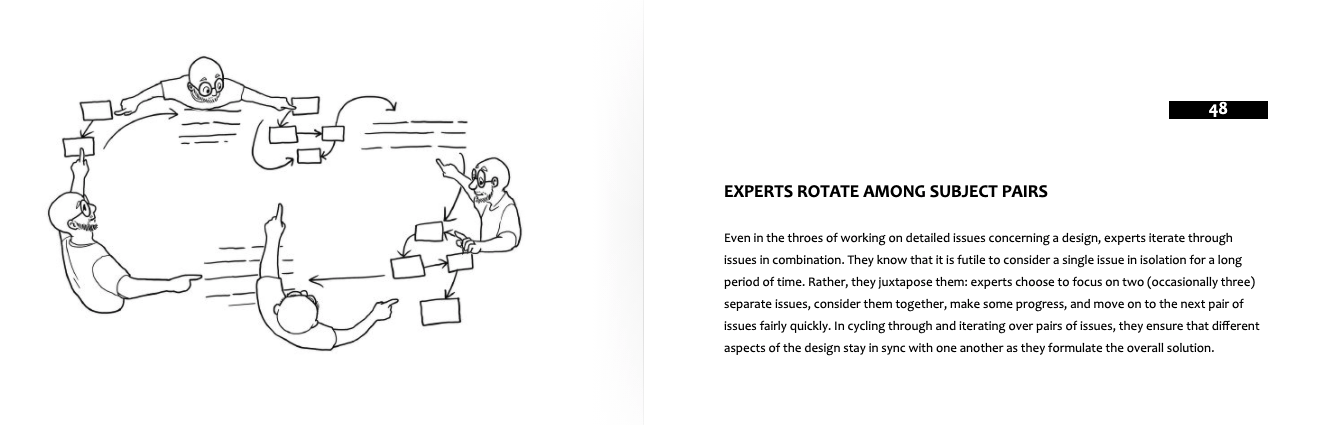 48
EXPERTS ROTATE AMONG SUBJECT PAIRS
Even in the throes of working on detailed issues concerning a design, experts iterate through
issues in combination. They know that it is futile to consider a single issue in isolation for a long
period of time. Rather, they juxtapose them: experts choose to focus on two (occasionally three)
separate issues, consider them together, make some progress, and move on to the next pair of
issues fairly quickly. In cycling through and iterating over pairs of issues, they ensure that different
aspects of the design stay in sync with one another as they formulate the overall solution.